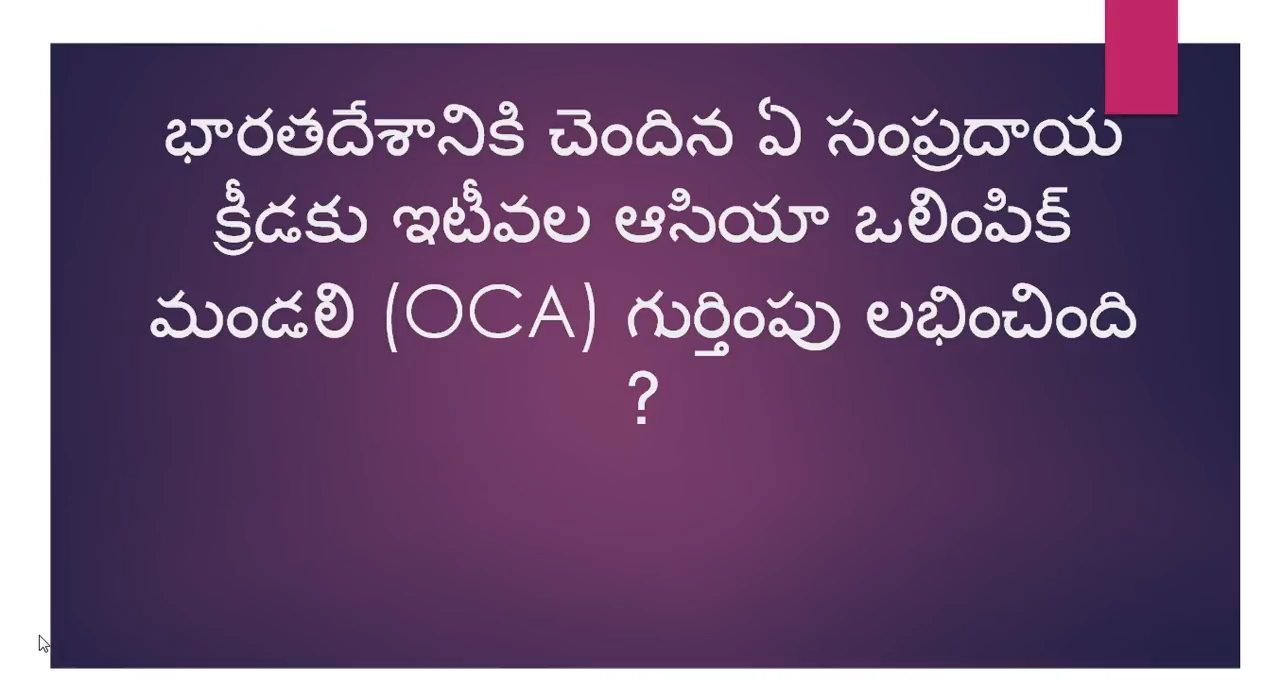 భారతదేశానికి చెందిన ఏ సంప్రదాయ
క్రీడకు ఇటీవల ఆసియా ఒలింపిక్
మండలి (OCA) గుర్తింపు లభించింది
?